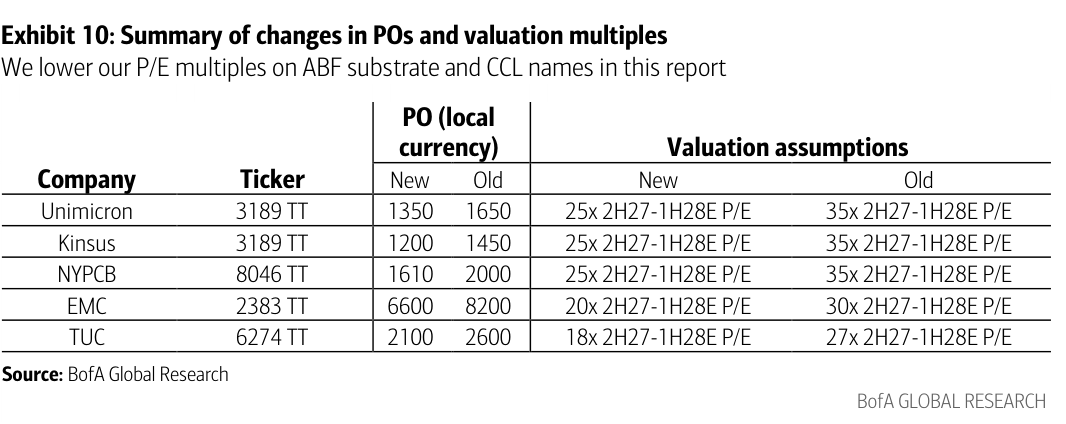 Exhibit 10: Summary of changes in POs and valuation multiples
We lower our P/E multiples on ABF substrate and CCL names in this report
PO (local
currency) Valuation assumptions
Company Ticker New Old New Old
Unimicron 3189 TT 1350 1650 25x 2H27-1H28E P/E 35x 2H27-1H28E P/E
Kinsus 3189 TT 1200 1450 25x 2H27-1H28E P/E 35x 2H27-1H28E P/E
NYPCB 8046 TT 1610 2000 25x 2H27-1H28E P/E 35x 2H27-1H28E P/E
EMC 2383 TT 6600 8200 20x 2H27-1H28E P/E 30x 2H27-1H28E P/E
TUC 6274 TT 2100 2600 18x 2H27-1H28E P/E 27x 2H27-1H28E P/E
Source: BofA Global Research
BofA GLOBAL RESEARCH